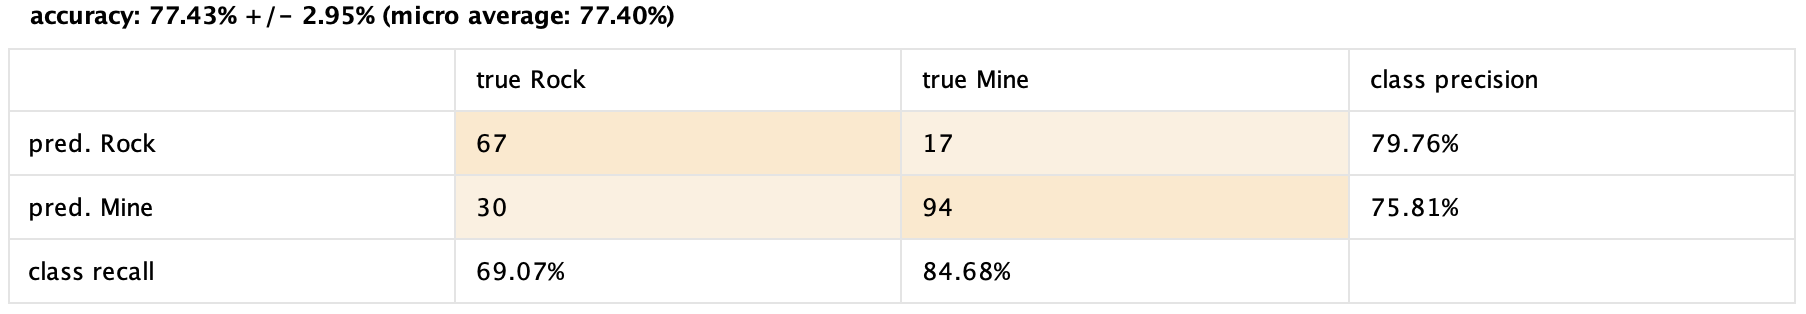 accuracy: 77.43% +/- 2.95% (micro average: 77.40%)
true Rock true Mine class precision
pred. Rock 67 17 79.76%
pred. Mine 30 94 75.81%
class recall 69.07% 84.68%